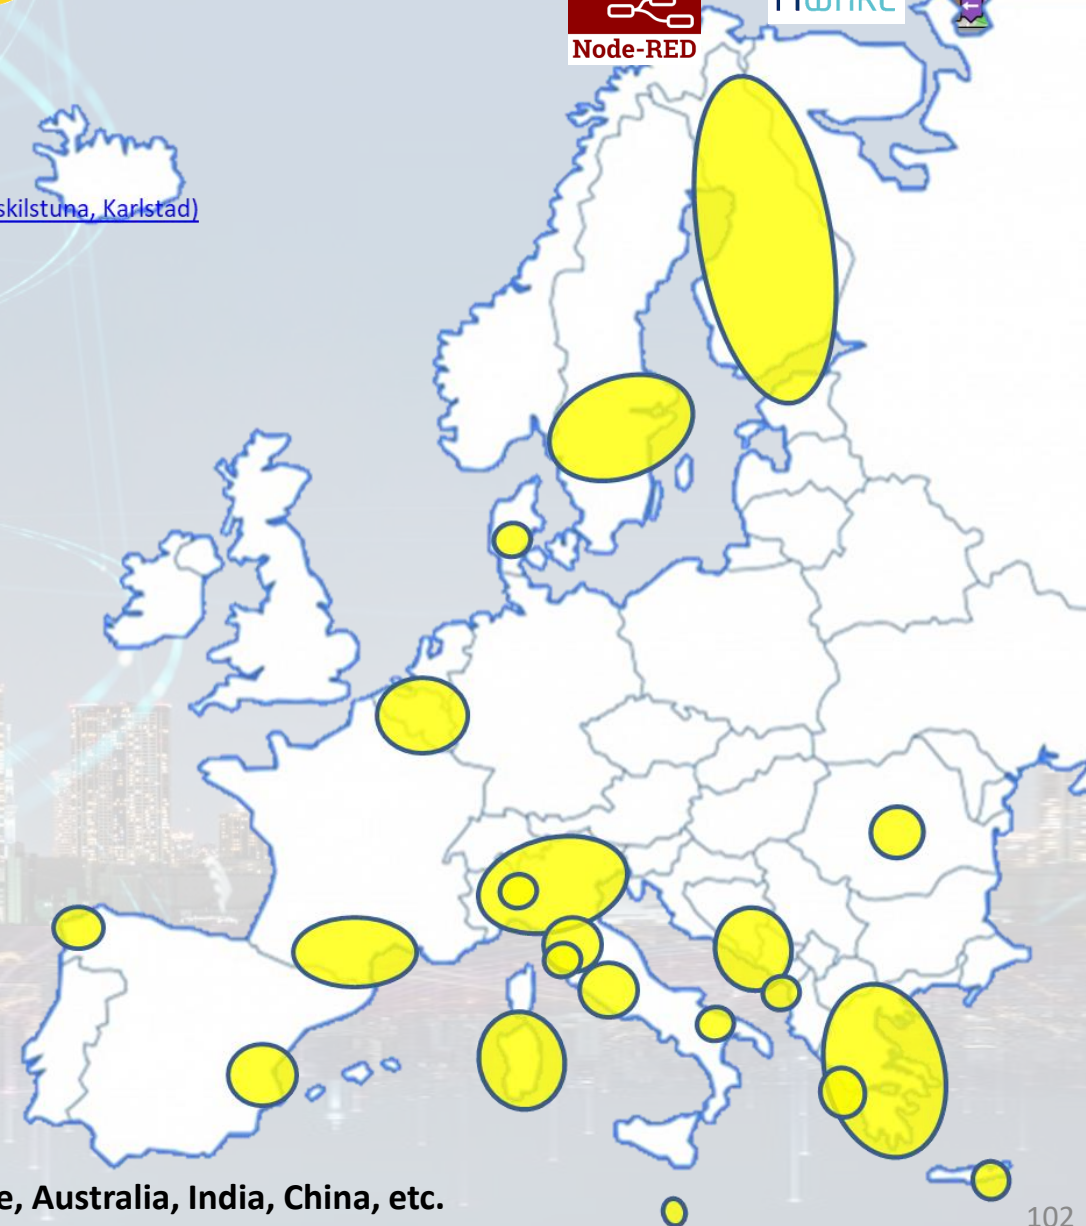 Node-RED
skilstuna, Karlstad)
e, Australia, India, China, etc.
102